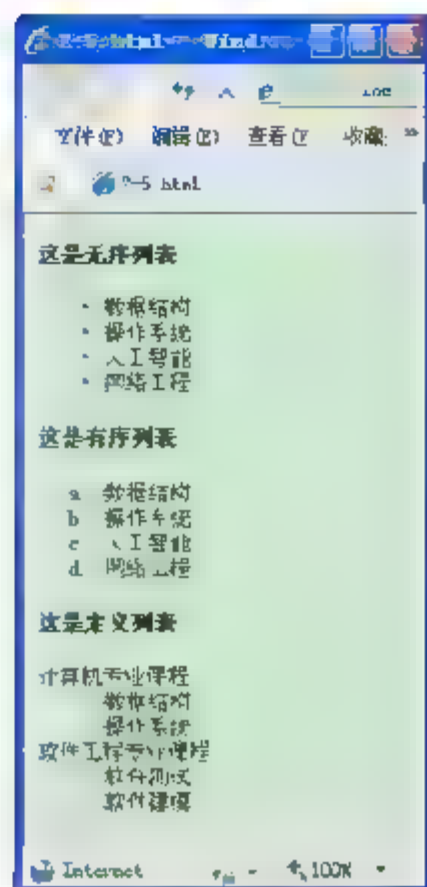 文件(F) 编辑(E) 查看(V 收藏 »
5.html
这是无序列表
• 数据结构
• 操作系统
• 人工智能
• 网络工程
这是有序列表
a 数据结构
b 操作系统
c 人工智能
d 网络工程
这是定义列表
计算机专业课程
数据结构
操作系统
软件工程专业课程
软件测试
软件建模
Internet 100%